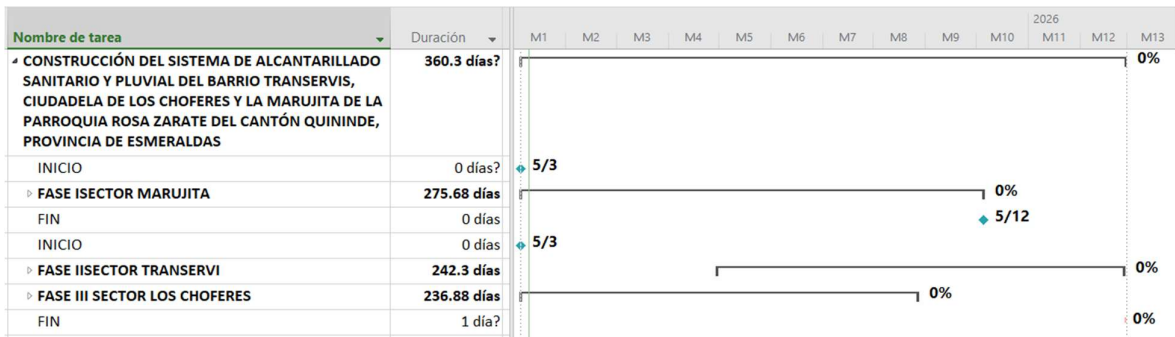 2026
Nombre de tarea Duración M1 M2 M3 M4 M5 M6 M7 M8 M9 M10 M11 M12 M13
CONSTRUCCIÓN DEL SISTEMA DE ALCANTARILLADO 360.3 días? 0%
SANITARIO Y PLUVIAL DEL BARRIO TRANSERVIS,
CIUDADELA DE LOS CHOFERES Y LA MARUJITA DE LA
PARROQUIA ROSA ZARATE DEL CANTÓN QUININDE,
PROVINCIA DE ESMERALDAS
INICIO 0 días? 5/3
FASE ISECTOR MARUJITA 275.68 días 0%
FIN 0 días 5/12
INICIO 0 días 5/3
FASE IISECTOR TRANSERVI 242.3 días 0%
FASE III SECTOR LOS CHOFERES 236.88 días 0%
FIN 1 día? 0%